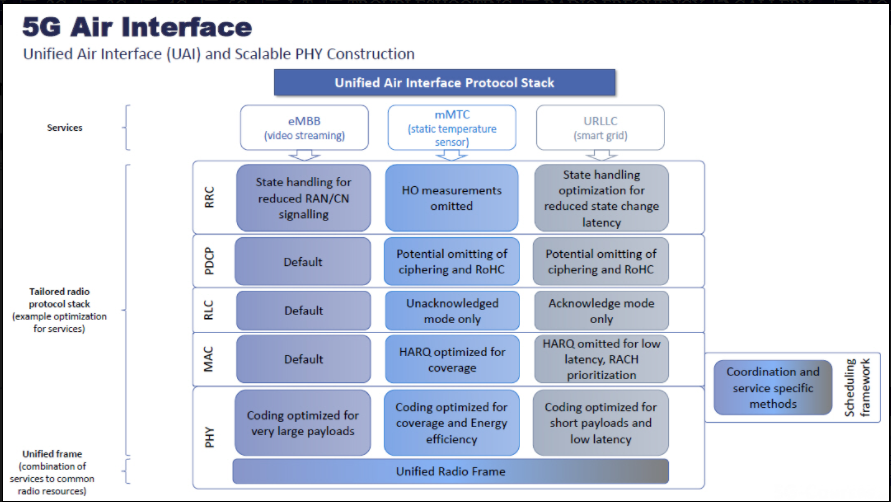 5G Air Interface
Unified Air Interface (UAI) and Scalable PHY Construction
Unified Air Interface Protocol Stack
Services
eMBB
(video streaming)
mMTC
(static temperature
sensor)
URLLC
(smart grid)
Tailored radio
protocol stack
(example optimization
for services)
RRC
State handling for
reduced RAN/CN
signalling
HO measurements
omitted
State handling
optimization for
reduced state change
latency
PDCP
Default
Potential omitting of
ciphering and RoHC
Potential omitting of
ciphering and RoHC
RLC
Default
Unacknowledged
mode only
Acknowledge mode
only
MAC
Default
HARQ optimized for
coverage
HARQ omitted for low
latency, RACH
prioritization
Coordination and
service specific
methods
Scheduling
framework
PHY
Coding optimized for
very large payloads
Coding optimized for
coverage and Energy
efficiency
Coding optimized for
short payloads and
low latency
Unified frame
(combination of
services to common
radio resources)
Unified Radio Frame